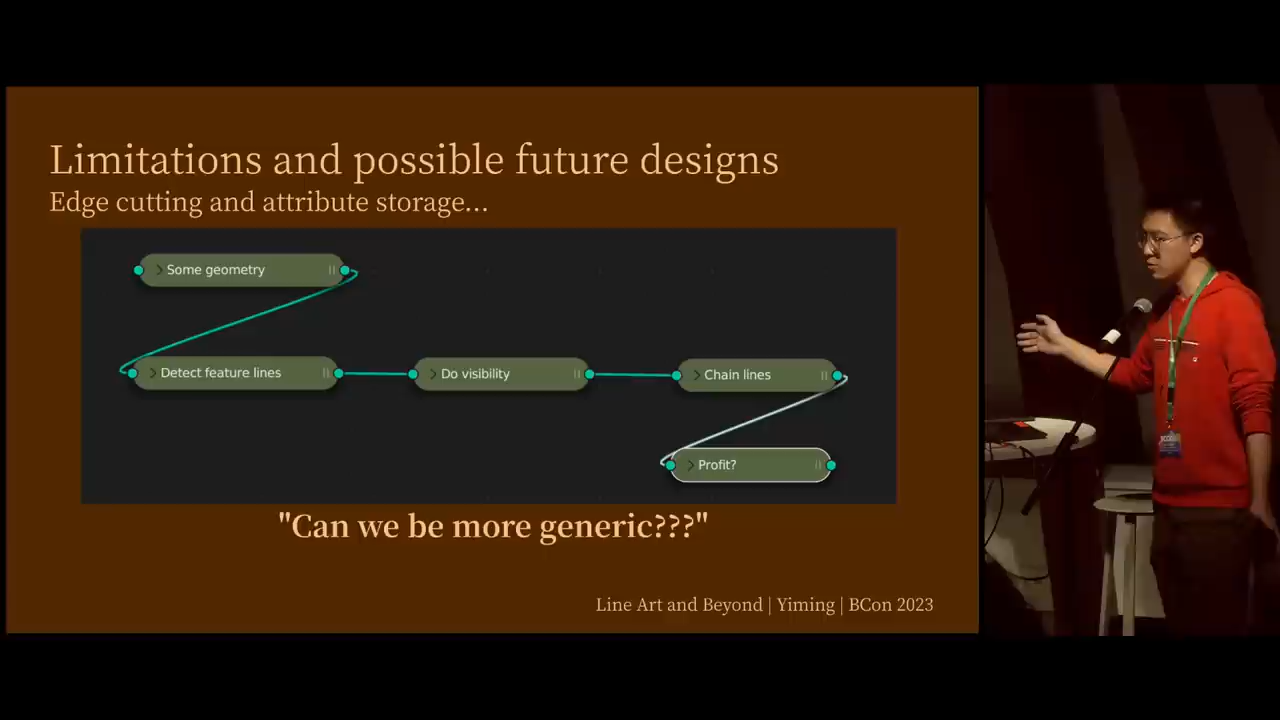 Limitations and possible future designs
Edge cutting and attribute storage...
Some geometry
Detect feature lines
Do visibility
Chain lines
Profit?
"Can we be more generic???"
Line Art and Beyond | Yiming | BCon 2023